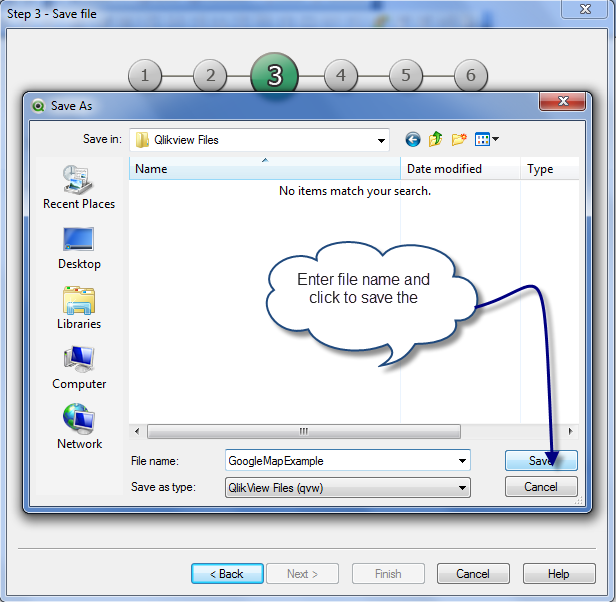 Step 3 - Save file
1 2 3 4 5 6
Save As
Save in: Qlikview Files
Name Date modified Type
No items match your search.
Recent Places
Desktop
Libraries
Computer
Network
Enter file name and
click to save the
File name: GoogleMapExample Save
Save as type: QlikView Files (qvw) Cancel
< Back Next > Finish Cancel Help